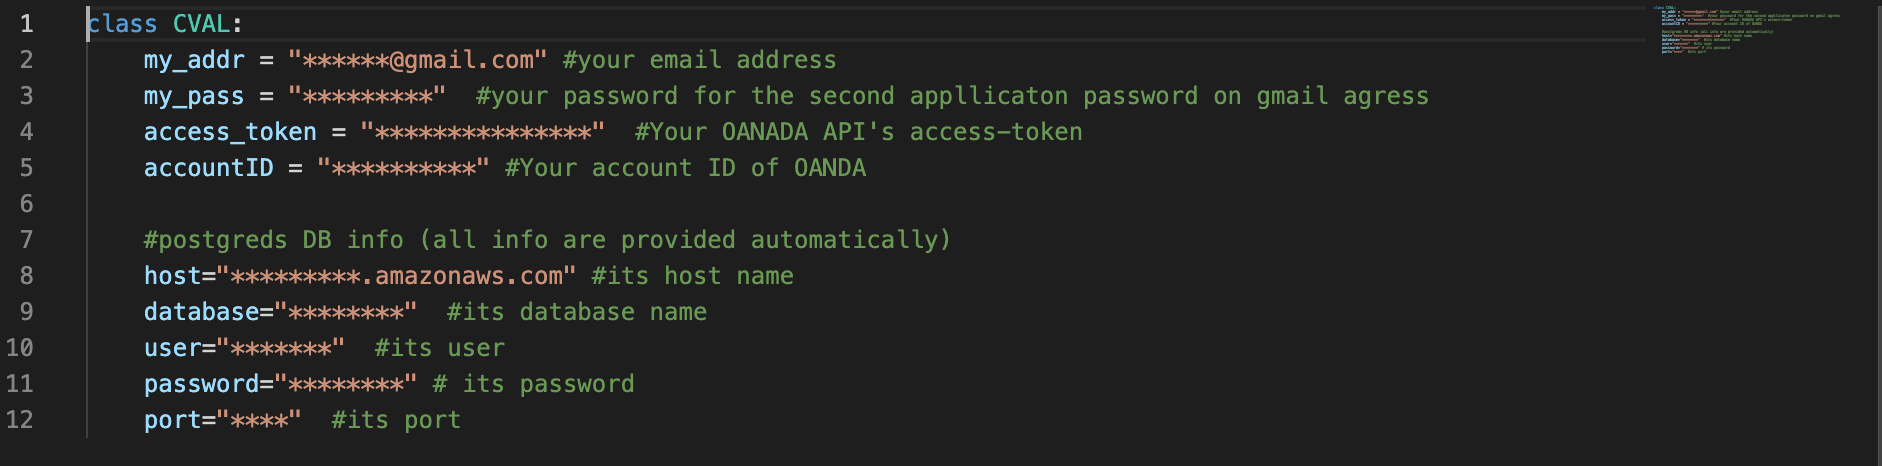 1 class CVAL:
2 my_addr = "******@gmail.com" #your email address
3 my_pass = "*********"  #your password for the second appllicaton password on gmail agress
4 access_token = "***************"  #Your OANADA API's access-token
5 accountID = "**********" #Your account ID of OANDA
6
7 #postgreds DB info (all info are provided automatically)
8 host="*********.amazonaws.com" #its host name
9 database="********"  #its database name
10 user="*******"  #its user
11 password="********" # its password
12 port="****"  #its port